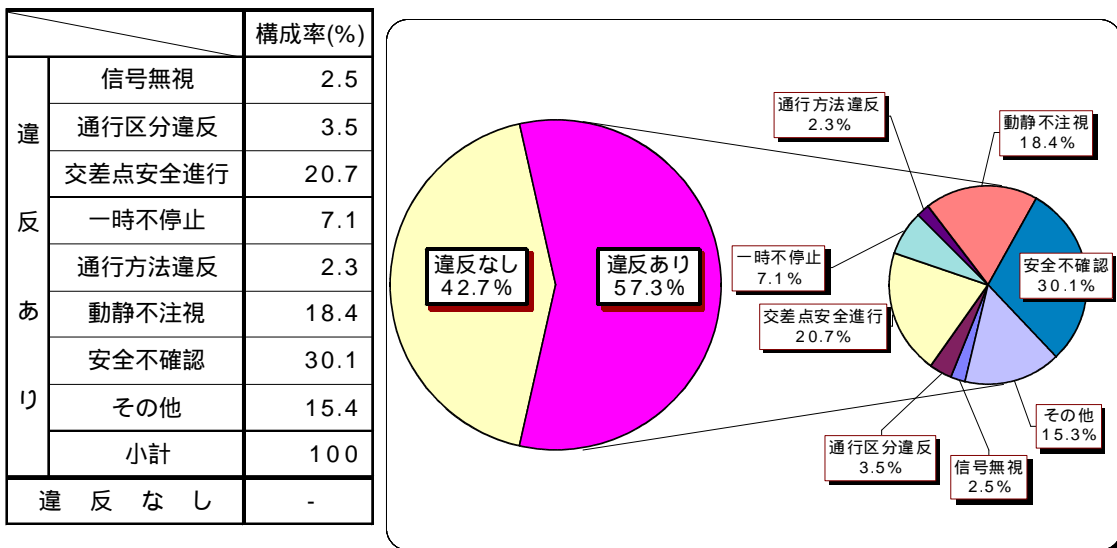 構成率(%)
違反あり
信号無視 2.5
通行区分違反 3.5
交差点安全進行 20.7
一時不停止 7.1
通行方法違反 2.3
動静不注視 18.4
安全不確認 30.1
その他 15.4
小計 100
違反なし -
違反なし
42.7%
違反あり
57.3%
通行方法違反
2.3%
動静不注視
18.4%
一時不停止
7.1%
安全不確認
30.1%
交差点安全進行
20.7%
その他
15.3%
通行区分違反
3.5%
信号無視
2.5%